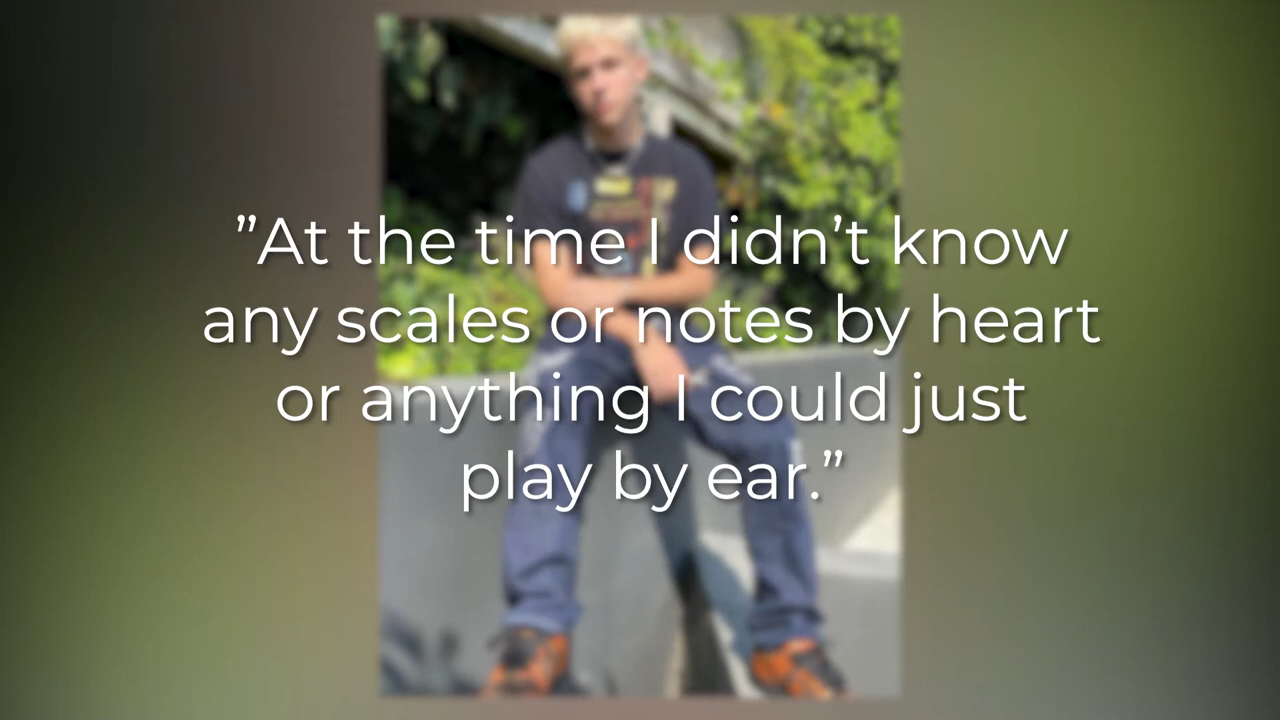 ”At the time I didn’t know
any scales or notes by heart
or anything I could just
play by ear.”